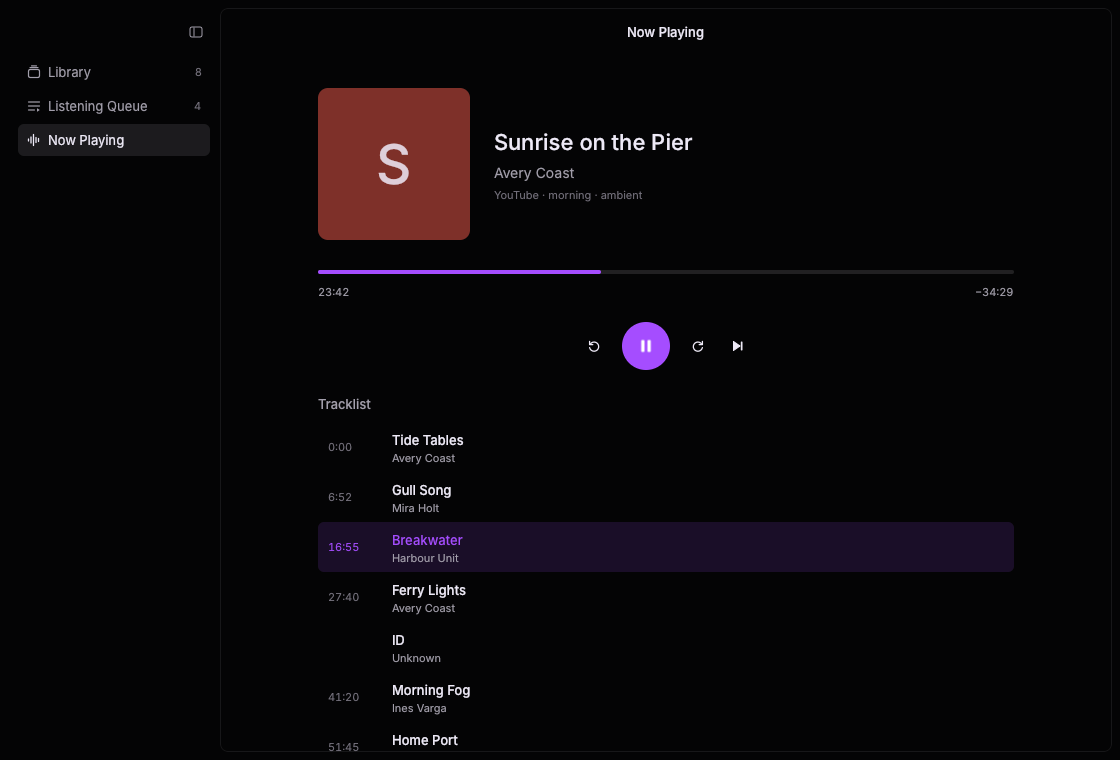 Now Playing
Library 8
Listening Queue 4
Now Playing
S
Sunrise on the Pier
Avery Coast
YouTube · morning · ambient
23:42 −34:29
Tracklist
0:00 Tide Tables
Avery Coast
6:52 Gull Song
Mira Holt
16:55 Breakwater
Harbour Unit
27:40 Ferry Lights
Avery Coast
ID
Unknown
41:20 Morning Fog
Ines Varga
51:45 Home Port